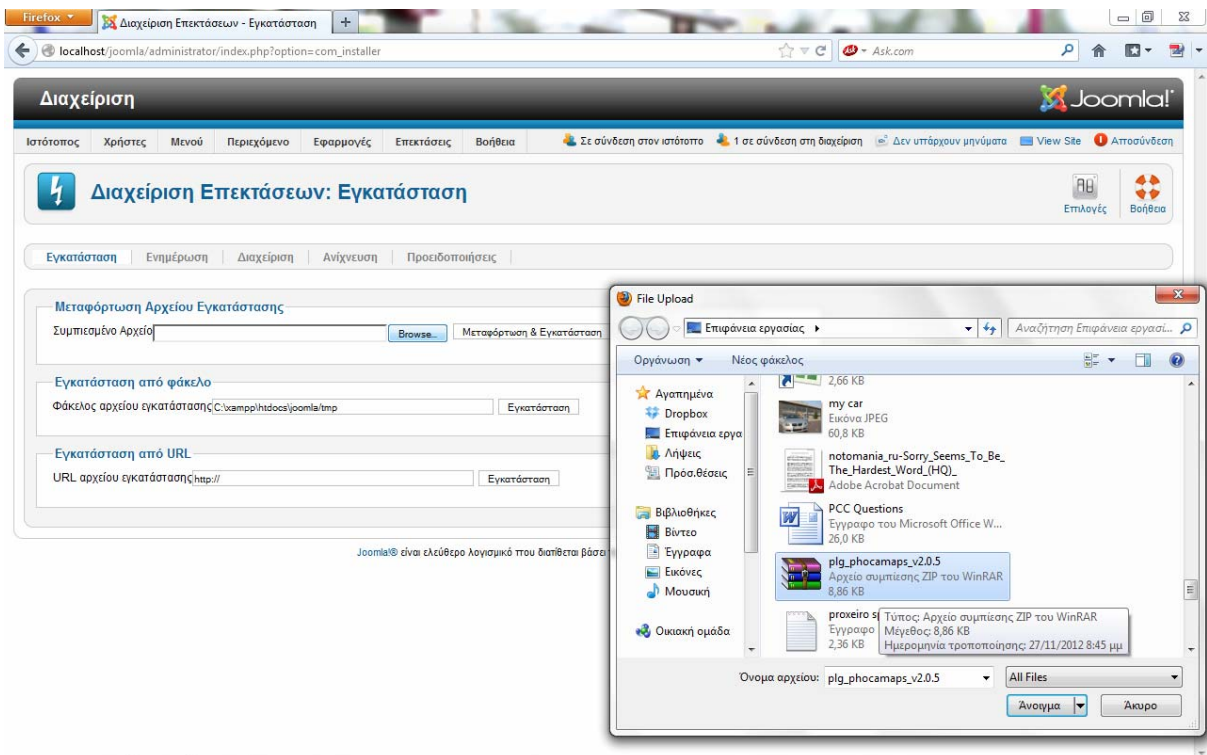 Firefox
Διαχείριση Επεκτάσεων - Εγκατάσταση
localhost/joomla/administrator/index.php?option=com_installer
Ask.com
Διαχείριση
Joomla!
Ιστότοπος Χρήστες Μενού Περιεχόμενο Εφαρμογές Επεκτάσεις Βοήθεια
Σε σύνδεση στον ιστότοπο 1 σε σύνδεση στη διαχείριση Δεν υπάρχουν μηνύματα View Site Αποσύνδεση
Διαχείριση Επεκτάσεων: Εγκατάσταση
Επιλογές Βοήθεια
Εγκατάσταση Ενημέρωση Διαχείριση Ανίχνευση Προειδοποιήσεις
Μεταφόρτωση Αρχείου Εγκατάστασης
Συμπιεσμένο Αρχείο Browse... Μεταφόρτωση & Εγκατάσταση
Εγκατάσταση από φάκελο
Φάκελος αρχείου εγκατάστασης C:\xampp\htdocs\joomla/tmp Εγκατάσταση
Εγκατάσταση από URL
URL αρχείου εγκατάστασης http:// Εγκατάσταση
Joomla!® είναι ελεύθερο λογισμικό που διατίθεται βάσει
File Upload
Επιφάνεια εργασίας
Αναζήτηση Επιφάνεια εργασί...
Οργάνωση Νέος φάκελος
Αγαπημένα
Dropbox
Επιφάνεια εργα
Λήψεις
Πρόσ.θέσεις
Βιβλιοθήκες
Βίντεο
Έγγραφα
Εικόνες
Μουσική
Οικιακή ομάδα
2,66 KB
my car
Εικόνα JPEG
60,8 KB
notomania_ru-Sorry_Seems_To_Be_
The_Hardest_Word_(HQ)_
Adobe Acrobat Document
PCC Questions
Έγγραφο του Microsoft Office W...
26,0 KB
plg_phocamaps_v2.0.5
Αρχείο συμπίεσης ZIP του WinRAR
8,86 KB
proxeiro
Έγγραφο
2,36 KB
Τύπος: Αρχείο συμπίεσης ZIP του WinRAR
Μέγεθος: 8,86 KB
Ημερομηνία τροποποίησης: 27/11/2012 8:45 μμ
Όνομα αρχείου: plg_phocamaps_v2.0.5 All Files
Άνοιγμα Άκυρο